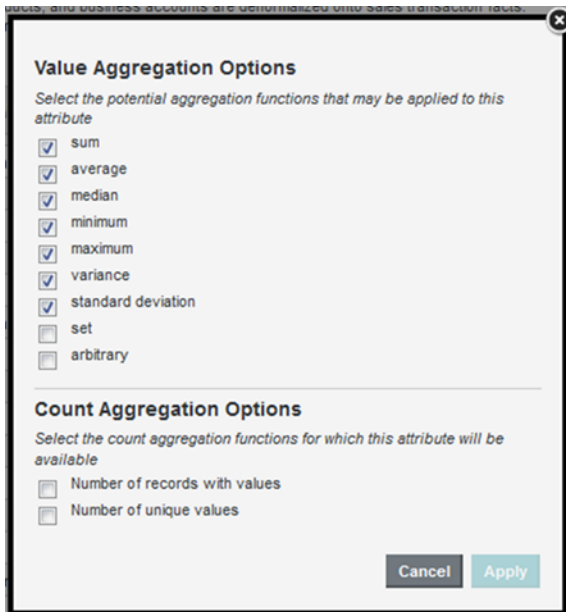 ucts, and business accounts are denormalized onto sales transaction facts.
Value Aggregation Options
Select the potential aggregation functions that may be applied to this
attribute
sum
average
median
minimum
maximum
variance
standard deviation
set
arbitrary
Count Aggregation Options
Select the count aggregation functions for which this attribute will be
available
Number of records with values
Number of unique values
Cancel
Apply